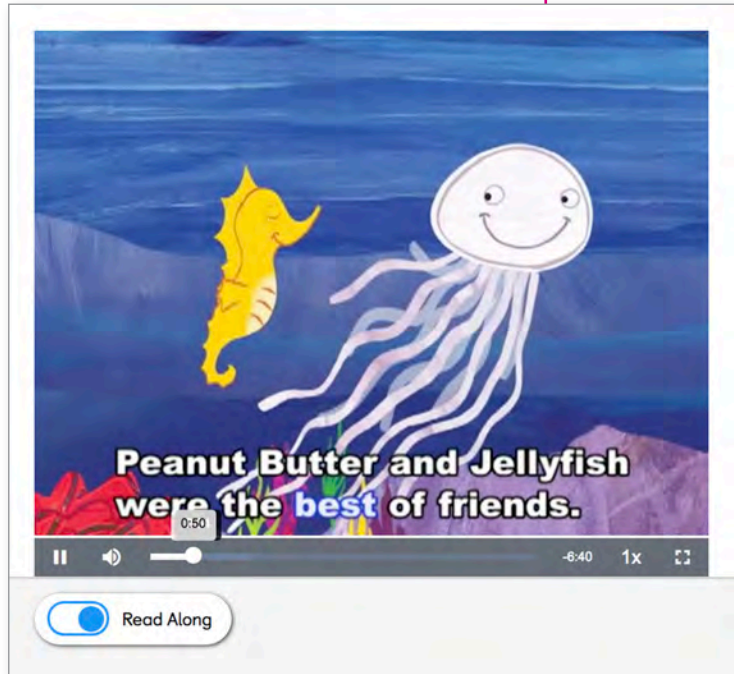 Peanut Butter and Jellyfish
were the best of friends.
0:50
-6:40
1x
Read Along